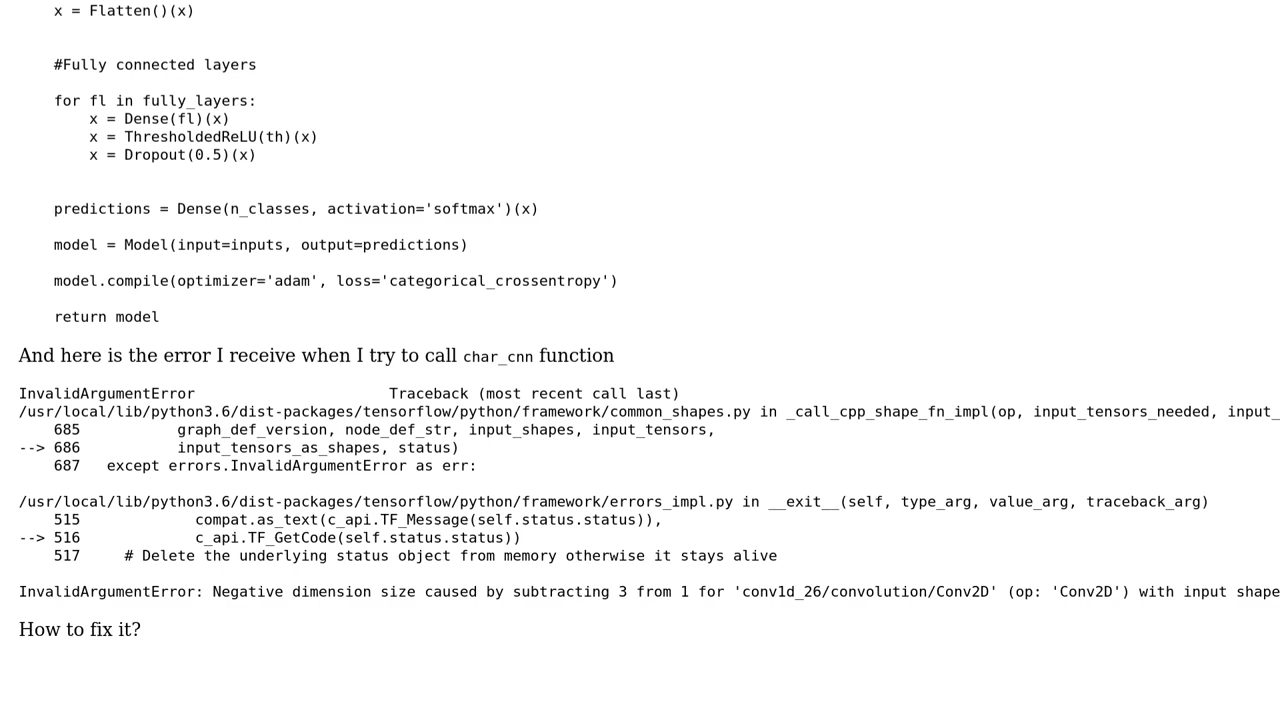 x = Flatten()(x)
#Fully connected layers
for fl in fully_layers:
x = Dense(fl)(x)
x = ThresholdedReLU(th)(x)
x = Dropout(0.5)(x)
predictions = Dense(n_classes, activation='softmax')(x)
model = Model(input=inputs, output=predictions)
model.compile(optimizer='adam', loss='categorical_crossentropy')
return model
And here is the error I receive when I try to call char_cnn function
InvalidArgumentError Traceback (most recent call last)
/usr/local/lib/python3.6/dist-packages/tensorflow/python/framework/common_shapes.py in _call_cpp_shape_fn_impl(op, input_tensors_needed, input_
685 graph_def_version, node_def_str, input_shapes, input_tensors,
--> 686 input_tensors_as_shapes, status)
687 except errors.InvalidArgumentError as err:
/usr/local/lib/python3.6/dist-packages/tensorflow/python/framework/errors_impl.py in __exit__(self, type_arg, value_arg, traceback_arg)
515 compat.as_text(c_api.TF_Message(self.status.status)),
--> 516 c_api.TF_GetCode(self.status.status))
517 # Delete the underlying status object from memory otherwise it stays alive
InvalidArgumentError: Negative dimension size caused by subtracting 3 from 1 for 'conv1d_26/convolution/Conv2D' (op: 'Conv2D') with input shape
How to fix it?